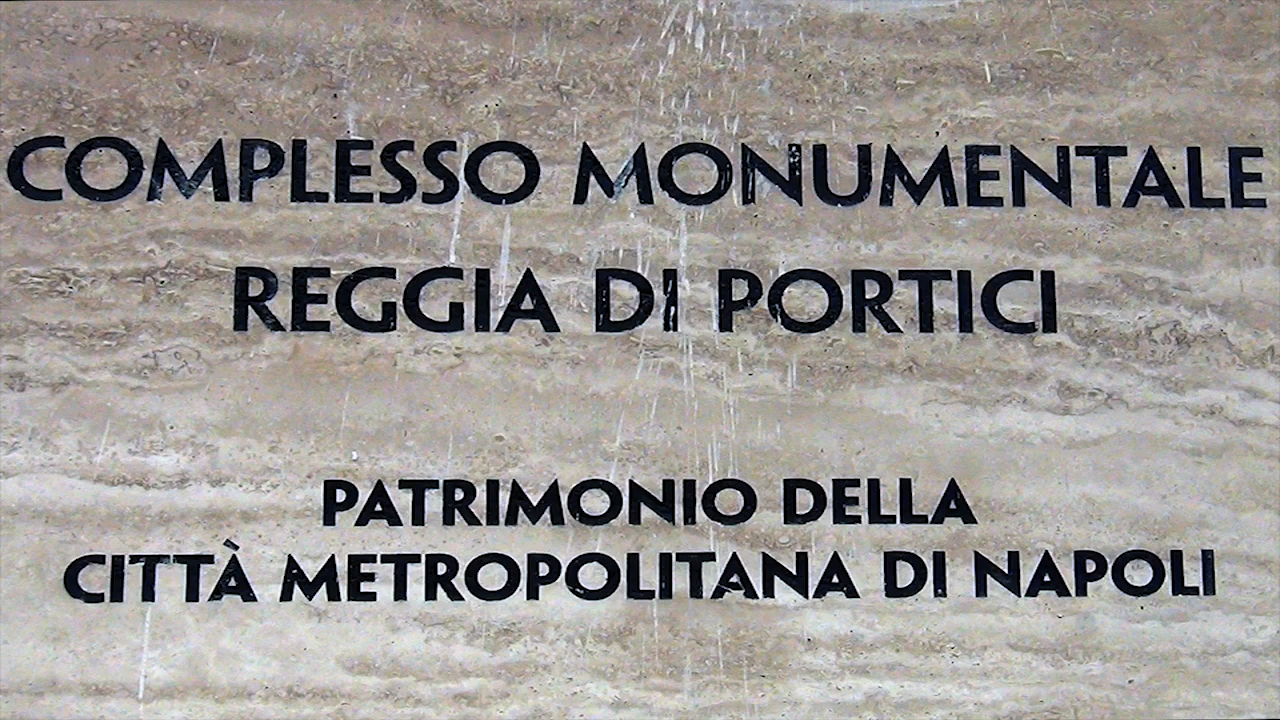 COMPLESSO MONUMENTALE
REGGIA DI PORTICI
PATRIMONIO DELLA
CITTÀ METROPOLITANA DI NAPOLI